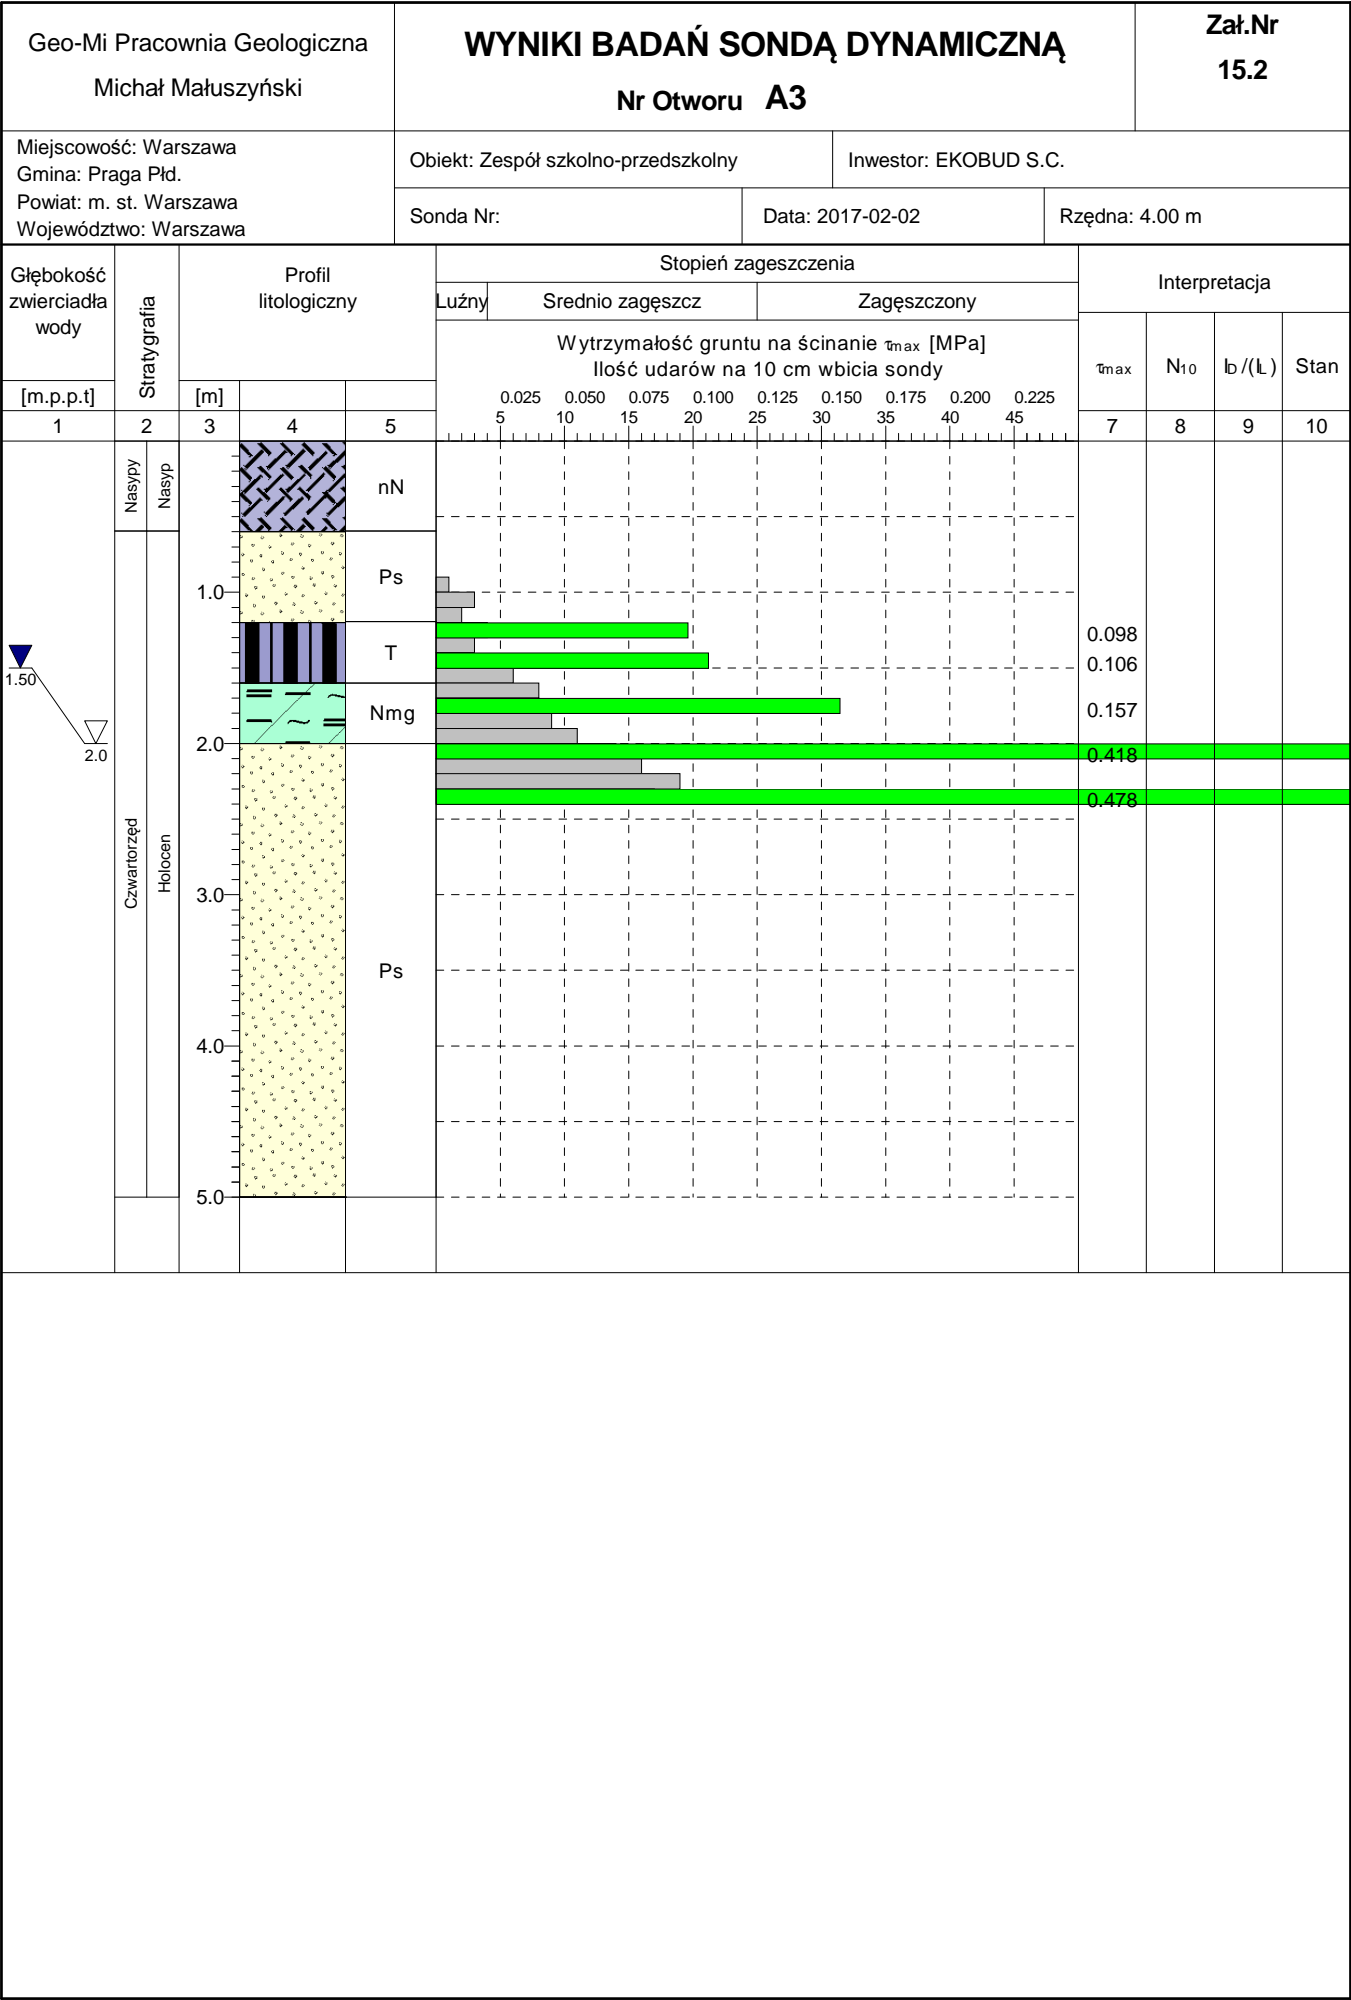 Geo-Mi Pracownia Geologiczna
Michał Małuszyński
WYNIKI BADAŃ SONDĄ DYNAMICZNĄ
Nr Otworu A3
Zał.Nr
15.2
Miejscowość: Warszawa
Gmina: Praga Płd.
Powiat: m. st. Warszawa
Województwo: Warszawa
Obiekt: Zespół szkolno-przedszkolny
Inwestor: EKOBUD S.C.
Sonda Nr:
Data: 2017-02-02
Rzędna: 4.00 m
Głębokość
zwierciadła
wody
[m.p.p.t]
Stratygrafia
Profil
litologiczny
[m]
Stopień zageszczenia
Luźny
Srednio zagęszcz
Zagęszczony
Wytrzymałość gruntu na ścinanie τmax [MPa]
Ilość udarów na 10 cm wbicia sondy
0.025 0.050 0.075 0.100 0.125 0.150 0.175 0.200 0.225
5 10 15 20 25 30 35 40 45
Interpretacja
τmax
N10
ID/(IL)
Stan
1 2 3 4 5 7 8 9 10
Nasypy
Nasyp
nN
Ps
1.0
T
0.098
0.106
1.50
Nmg
0.157
2.0
2.0
0.418
0.478
Czwartorzęd
Holocen
3.0
Ps
4.0
5.0